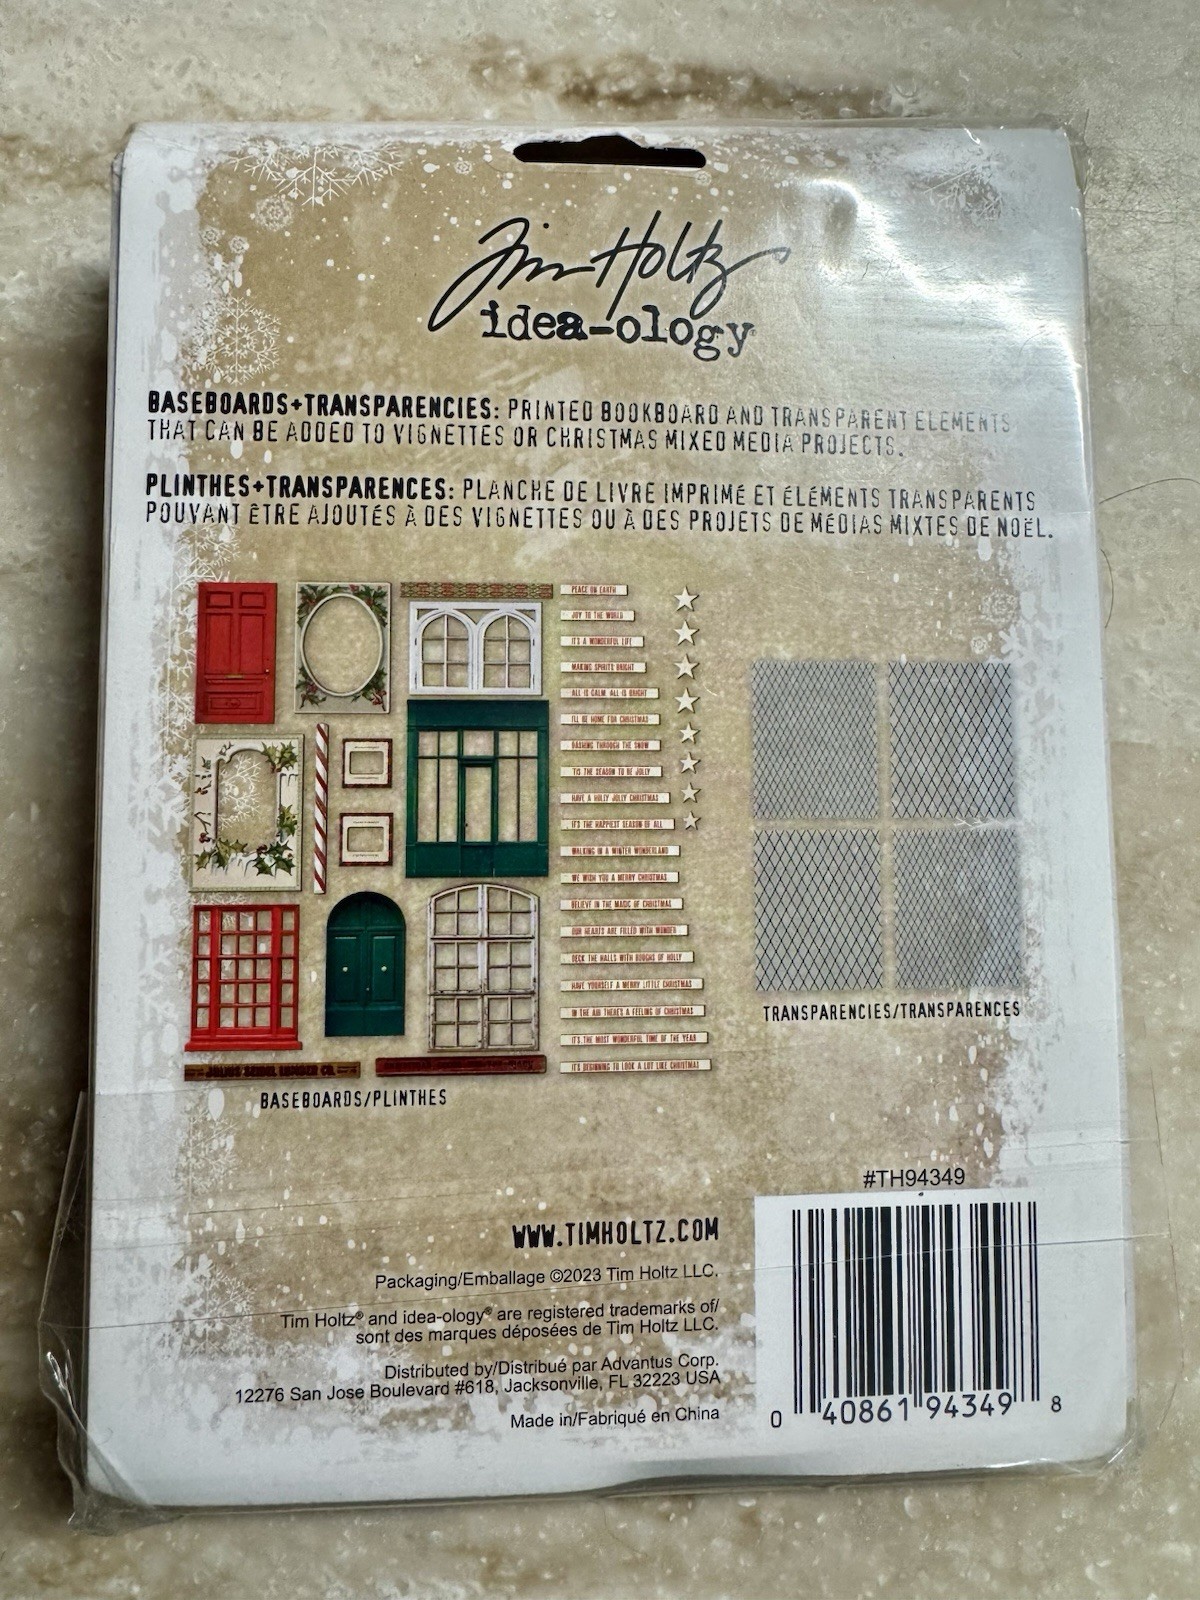 Tim Holtz
idea-ology
BASEBOARDS+TRANSPARENCIES: PRINTED BOOKBOARD AND TRANSPARENT ELEMENTS
THAT CAN BE ADDED TO VIGNETTES OR CHRISTMAS MIXED MEDIA PROJECTS.
PLINTHES+TRANSPARENCES: PLANCHE DE LIVRE IMPRIMÉ ET ÉLÉMENTS TRANSPARENTS
POUVANT ÊTRE AJOUTÉS À DES VIGNETTES OU À DES PROJETS DE MÉDIAS MIXTES DE NOËL.
PEACE ON EARTH
JOY TO THE WORLD
IT'S A WONDERFUL LIFE
MAKING SPIRITS BRIGHT
ALL IS CALM, ALL IS BRIGHT
I'LL BE HOME FOR CHRISTMAS
DASHING THROUGH THE SNOW
'TIS THE SEASON TO BE JOLLY
HAVE A HOLLY JOLLY CHRISTMAS
IT'S THE HAPPIEST SEASON OF ALL
WALKING IN A WINTER WONDERLAND
WE WISH YOU A MERRY CHRISTMAS
BELIEVE IN THE MAGIC OF CHRISTMAS
OUR HEARTS ARE FILLED WITH WONDER
DECK THE HALLS WITH BOUGHS OF HOLLY
HAVE YOURSELF A MERRY LITTLE CHRISTMAS
IN THE AIR THERE'S A FEELING OF CHRISTMAS
IT'S THE MOST WONDERFUL TIME OF THE YEAR
IT'S BEGINNING TO LOOK A LOT LIKE CHRISTMAS
JULIUS SEIDEL LUMBER CO.
BASEBOARDS/PLINTHES
TRANSPARENCIES/TRANSPARENCES
#TH94349
WWW.TIMHOLTZ.COM
Packaging/Emballage ©2023 Tim Holtz LLC.
Tim Holtz® and idea-ology® are registered trademarks of/
sont des marques déposées de Tim Holtz LLC.
Distributed by/Distribué par Advantus Corp.
12276 San Jose Boulevard #618, Jacksonville, FL 32223 USA
Made in/Fabriqué en China
0 40861 94349 8